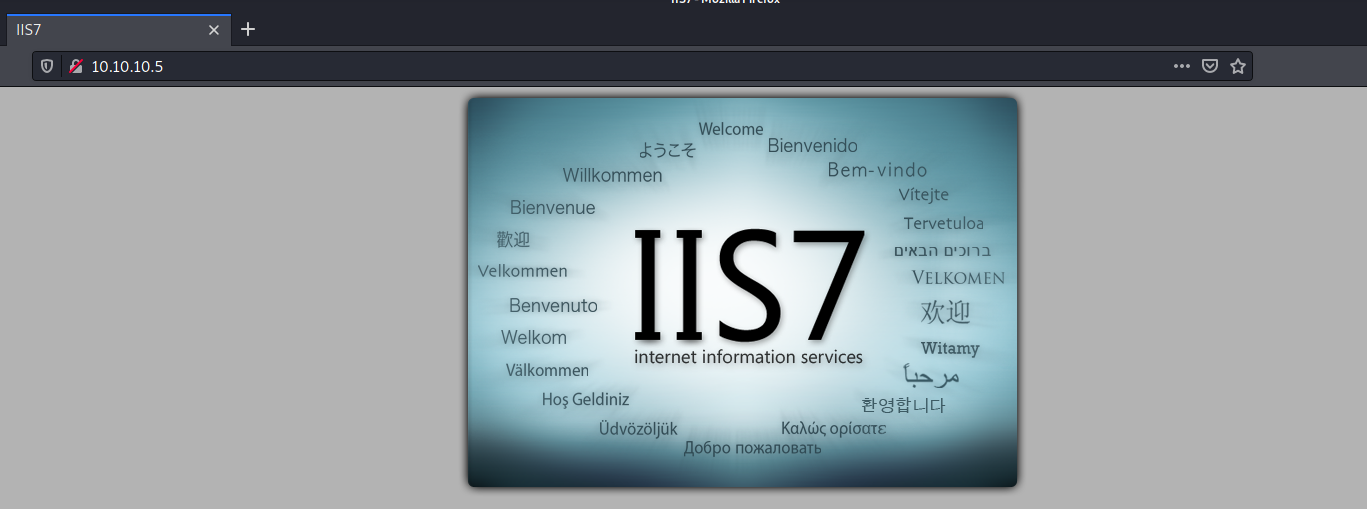 IIS7 - Mozilla Firefox
IIS7
10.10.10.5
Welcome
ようこそ
Bienvenido
Willkommen
Bem-vindo
Vítejte
Bienvenue
Tervetuloa
歡迎
ברוכים הבאים
Velkommen
VELKOMEN
Benvenuto
欢迎
Welkom
Witamy
Välkommen
مرحباً
Hoş Geldiniz
환영합니다
Üdvözöljük
Καλώς ορίσατε
Добро пожаловать
IIS7
internet information services